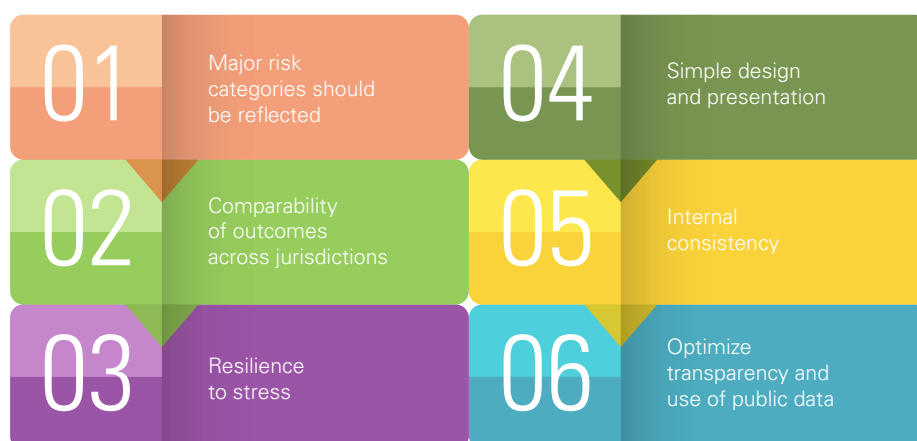 01
Major risk
categories should
be reflected
02
Comparability
of outcomes
across jurisdictions
03
Resilience
to stress
04
Simple design
and presentation
05
Internal
consistency
06
Optimize
transparency and
use of public data